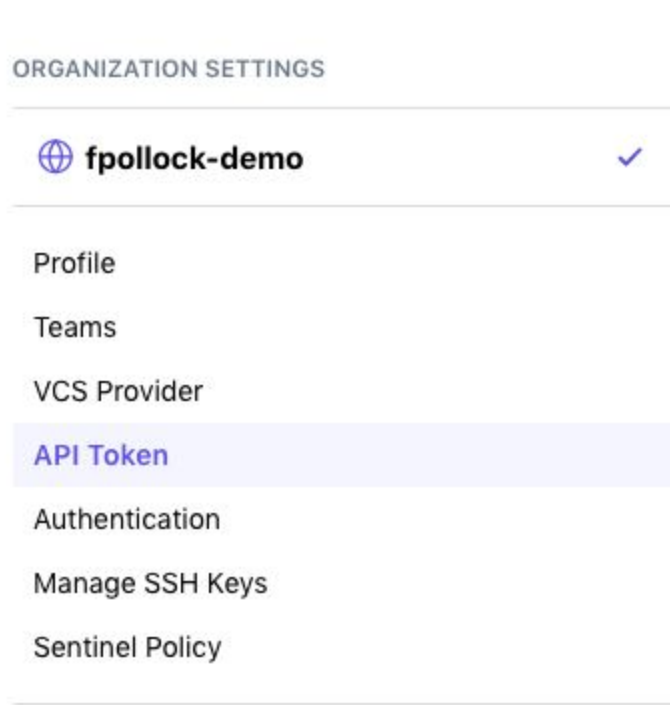 ORGANIZATION SETTINGS
fpollock-demo
Profile
Teams
VCS Provider
API Token
Authentication
Manage SSH Keys
Sentinel Policy